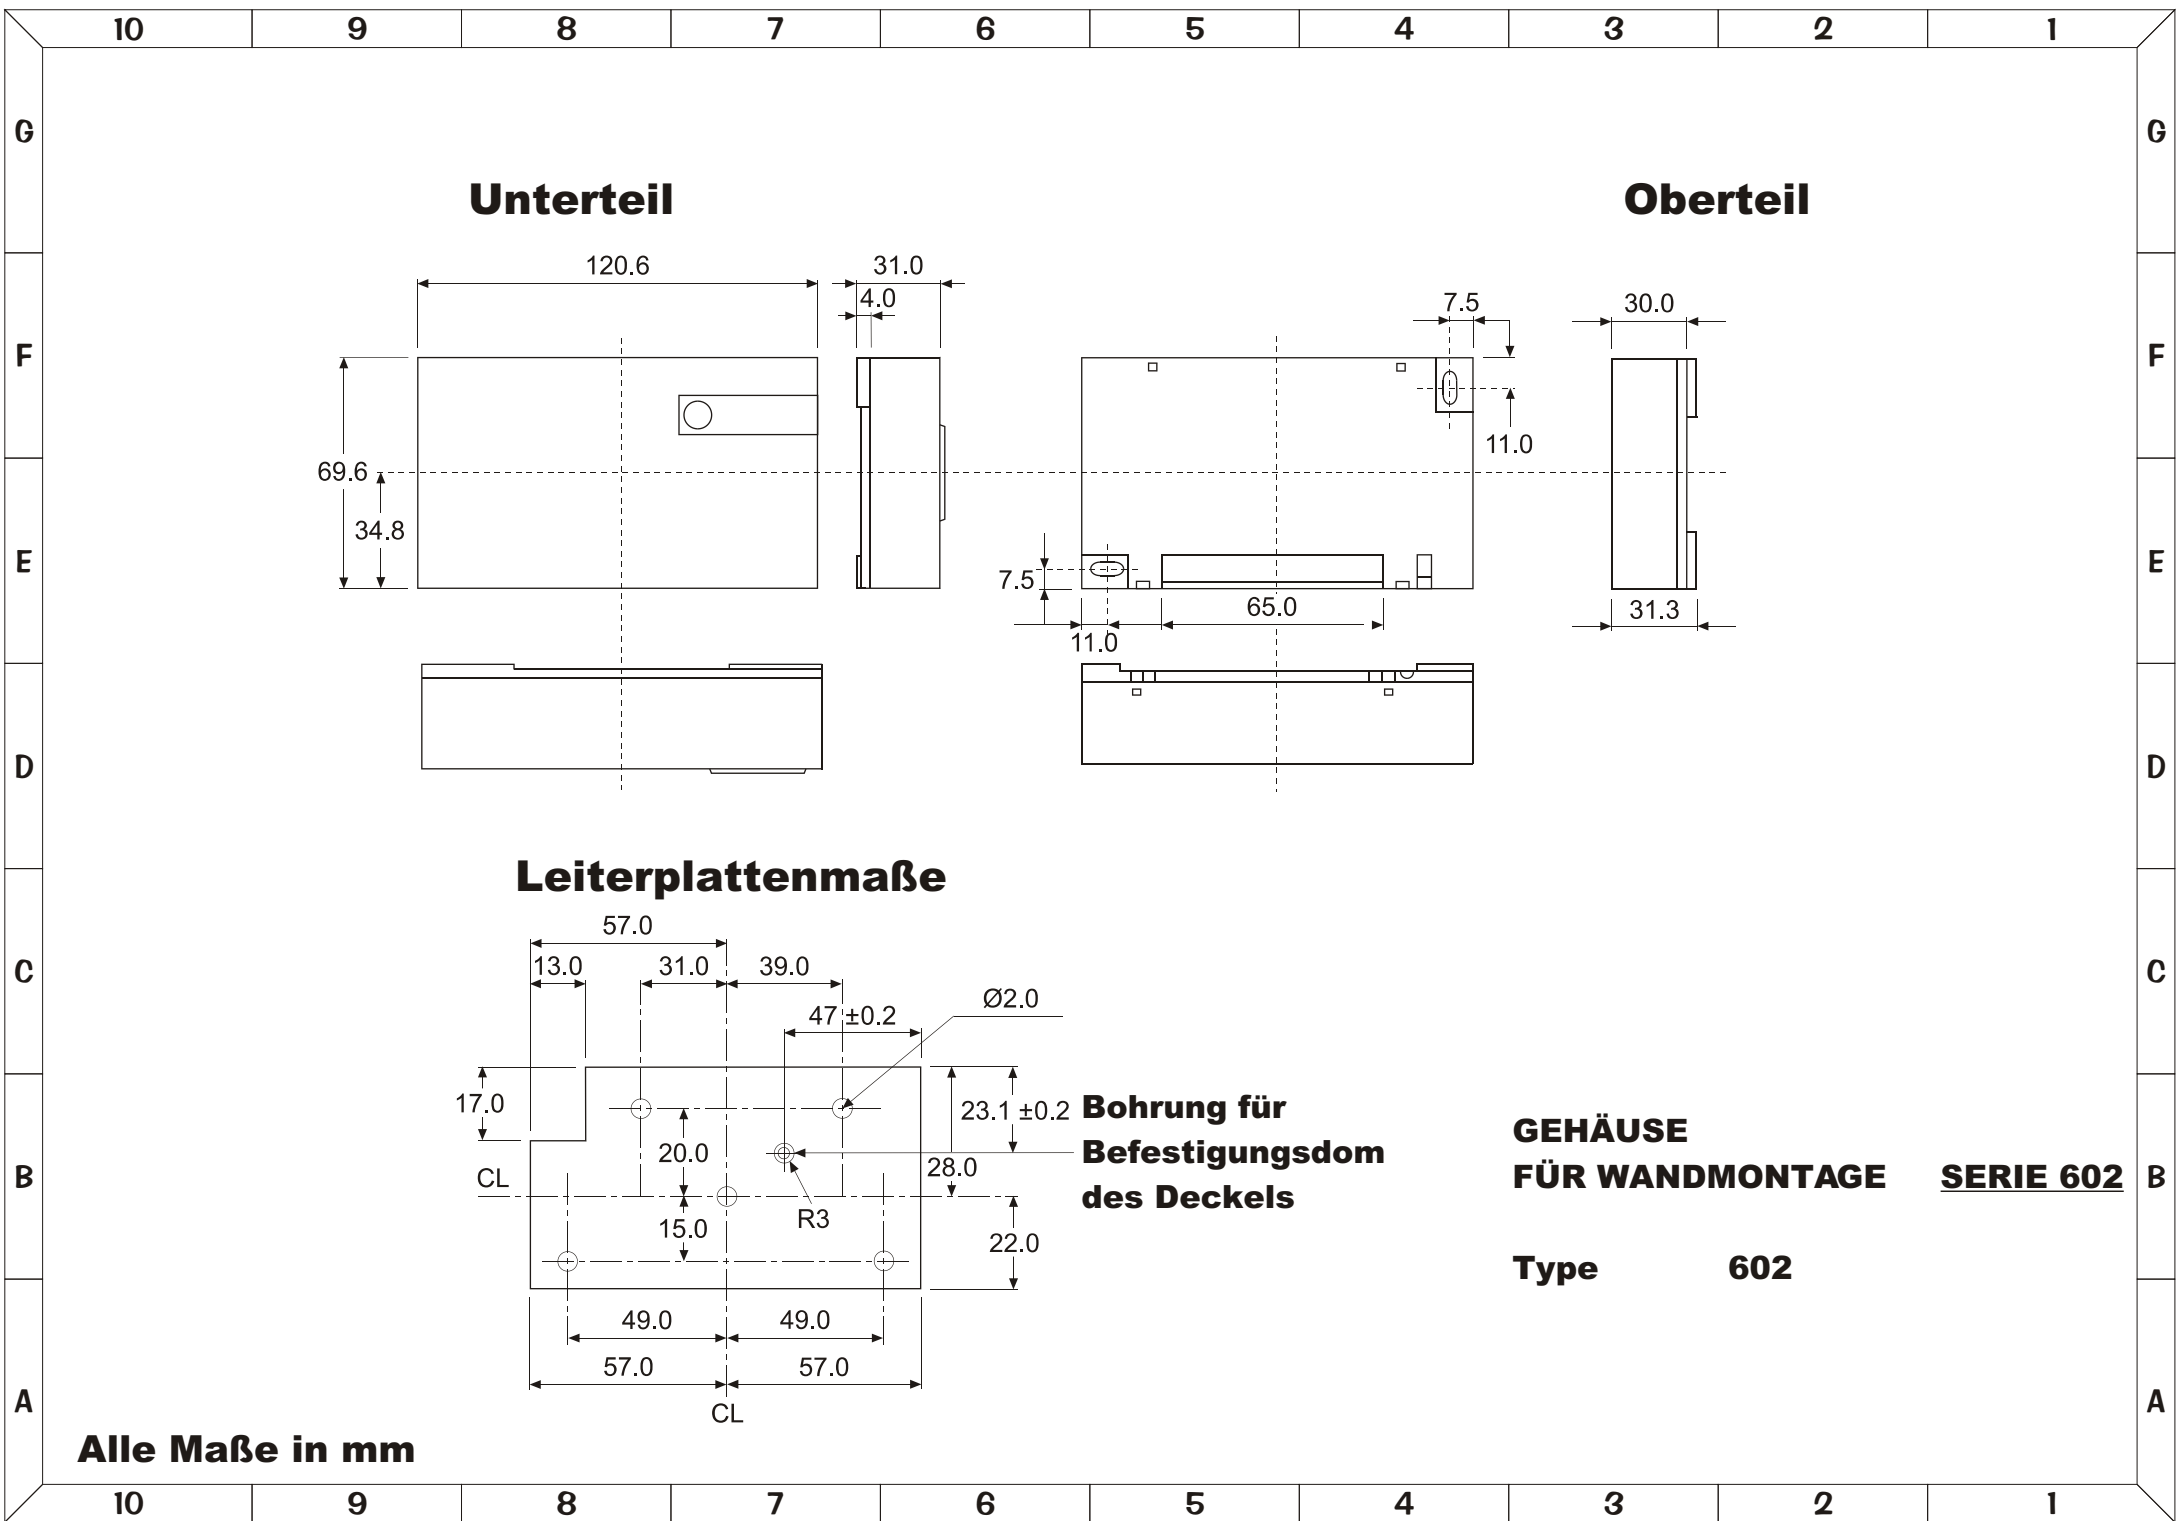 10 9 8 7 6 5 4 3 2 1
G G
Unterteil Oberteil
120.6 31.0
4.0 7.5 30.0
F F
11.0
69.6
34.8
E E
7.5
65.0 31.3
11.0
D D
Leiterplattenmaße
57.0
13.0 31.0 39.0
C C
Ø2.0
47 ±0.2
17.0 23.1 ±0.2 Bohrung für
GEHÄUSE
20.0 Befestigungsdom
28.0
CL des Deckels
FÜR WANDMONTAGE SERIE 602
B B
R3
15.0 22.0
Type 602
49.0 49.0
57.0 57.0
A A
CL
Alle Maße in mm
10 9 8 7 6 5 4 3 2 1